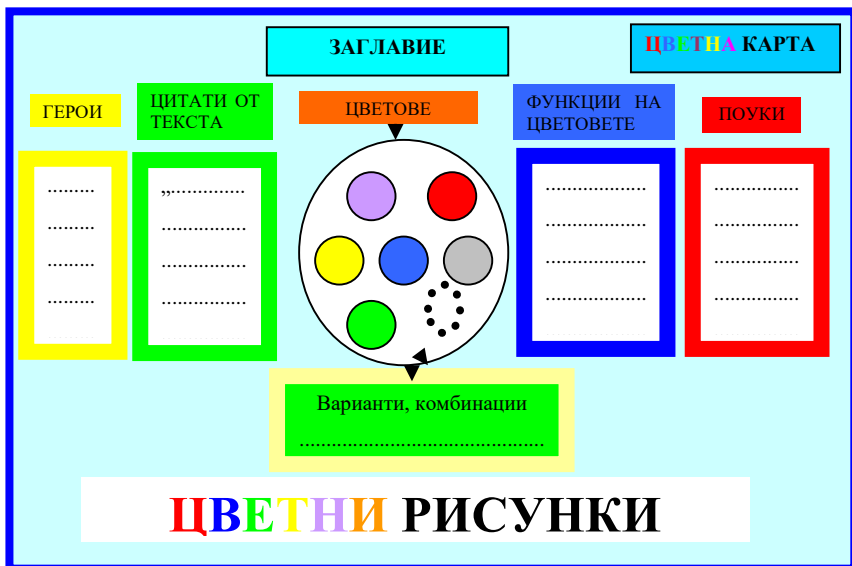 ЗАГЛАВИЕ
ЦВЕТНА КАРТА
ГЕРОИ
ЦИТАТИ ОТ
ТЕКСТА
ЦВЕТОВЕ
ФУНКЦИИ НА
ЦВЕТОВЕТЕ
ПОУКИ
.........
.........
.........
.........
„...............
................
................
................
...................
...................
...................
...................
................
................
................
................
Варианти, комбинации
.............................................
ЦВЕТНИ РИСУНКИ